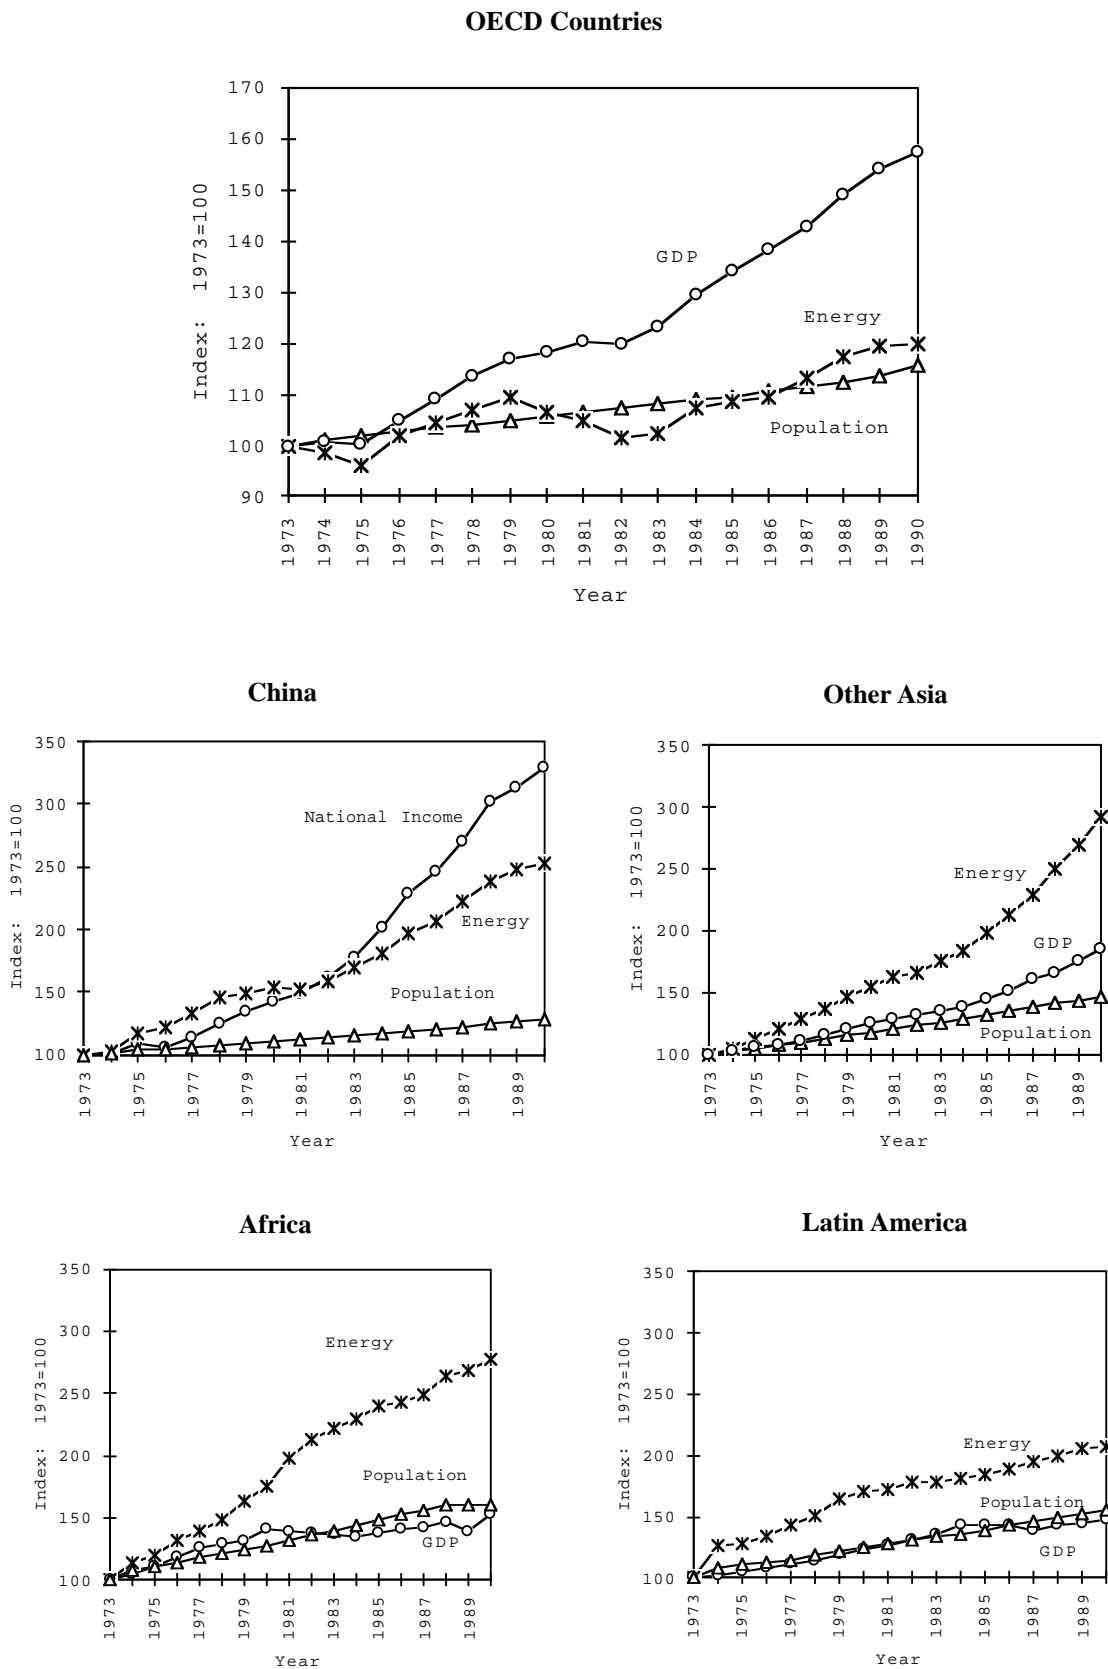 OECD Countries
170
160
150
140
130
120
110
100
90
Index: 1973=100
GDP
Energy
Population
1973
1974
1975
1976
1977
1978
1979
1980
1981
1982
1983
1984
1985
1986
1987
1988
1989
1990
Year
China
350
300
250
200
150
100
Index: 1973=100
National Income
Energy
Population
1973
1975
1977
1979
1981
1983
1985
1987
1989
Year
Other Asia
350
300
250
200
150
100
Index: 1973=100
Energy
GDP
Population
1973
1975
1977
1979
1981
1983
1985
1987
1989
Year
Africa
350
300
250
200
150
100
Index: 1973=100
Energy
Population
GDP
1973
1975
1977
1979
1981
1983
1985
1987
1989
Year
Latin America
350
300
250
200
150
100
Index: 1973=100
Energy
Population
GDP
1973
1975
1977
1979
1981
1983
1985
1987
1989
Year